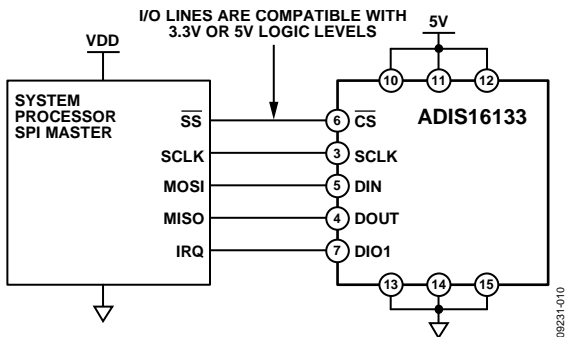 I/O LINES ARE COMPATIBLE WITH
3.3V OR 5V LOGIC LEVELS
VDD
5V
10
11
12
SYSTEM
PROCESSOR
SPI MASTER
ADIS16133
SS
6
CS
SCLK
3
SCLK
MOSI
5
DIN
MISO
4
DOUT
IRQ
7
DIO1
13
14
15
09231-010